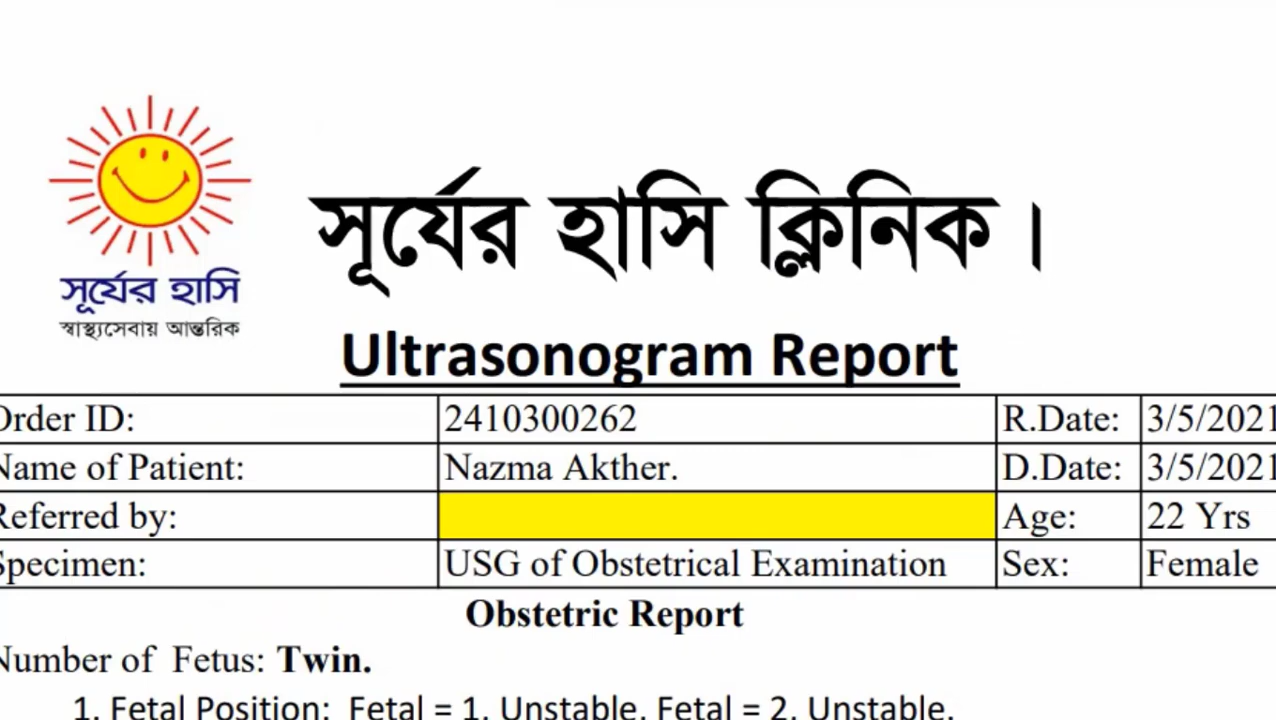 সূর্যের হাসি ক্লিনিক।
সূর্যের হাসি
স্বাস্থ্যসেবায় আন্তরিক
Ultrasonogram Report
Order ID: 2410300262 R.Date: 3/5/2021
Name of Patient: Nazma Akther. D.Date: 3/5/2021
Referred by: Age: 22 Yrs
Specimen: USG of Obstetrical Examination Sex: Female
Obstetric Report
Number of Fetus: Twin.
1. Fetal Position: Fetal = 1. Unstable. Fetal = 2. Unstable.